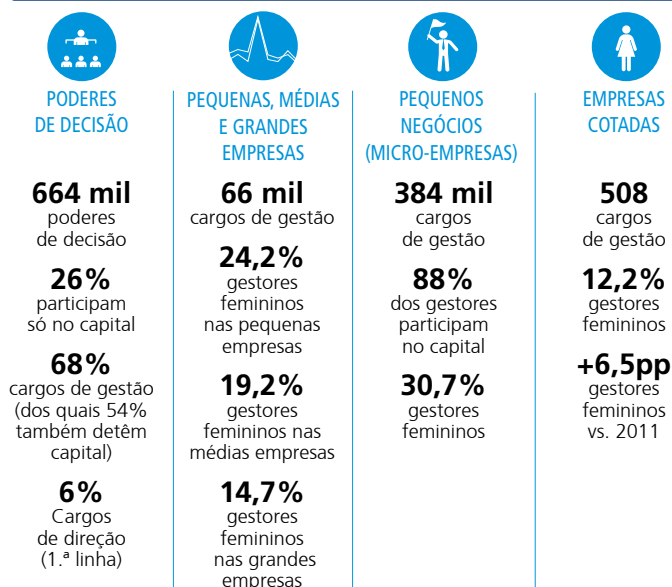 PODERES
DE DECISÃO
664 mil
poderes
de decisão
26%
participam
só no capital
68%
cargos de gestão
(dos quais 54%
também detêm
capital)
6%
Cargos
de direção
(1.ª linha)
PEQUENAS, MÉDIAS
E GRANDES
EMPRESAS
66 mil
cargos de gestão
24,2%
gestores
femininos
nas pequenas
empresas
19,2%
gestores
femininos nas
médias empresas
14,7%
gestores
femininos
nas grandes
empresas
PEQUENOS
NEGÓCIOS
(MICRO-EMPRESAS)
384 mil
cargos
de gestão
88%
dos gestores
participam
no capital
30,7%
gestores
femininos
EMPRESAS
COTADAS
508
cargos
de gestão
12,2%
gestores
femininos
+6,5pp
gestores
femininos
vs. 2011